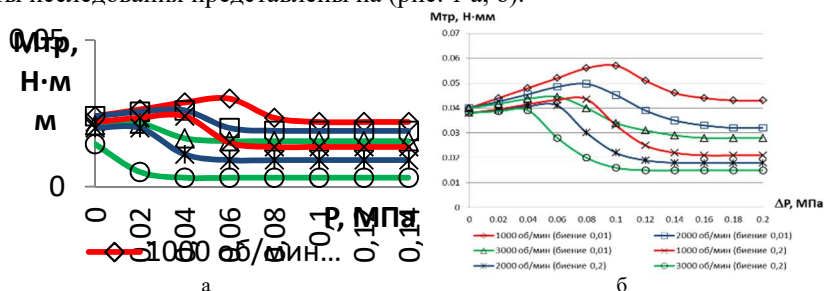 ты исследования представлены на (рис. 1 а, б).
0,05
Мтр,
Н·м
м
0
0
0,02
0,04
0,06
0,08
0,1
0,12
0,14
Р, МПа
1000 об/мин...
а
Мтр, Н·мм
0.07
0.06
0.05
0.04
0.03
0.02
0.01
0
0 0.02 0.04 0.06 0.08 0.1 0.12 0.14 0.16 0.18 0.2
ΔР, МПа
1000 об/мин (биение 0,01) 2000 об/мин (биение 0,01)
3000 об/мин (биение 0,01) 1000 об/мин (биение 0,2)
2000 об/мин (биение 0,2) 3000 об/мин (биение 0,2)
б